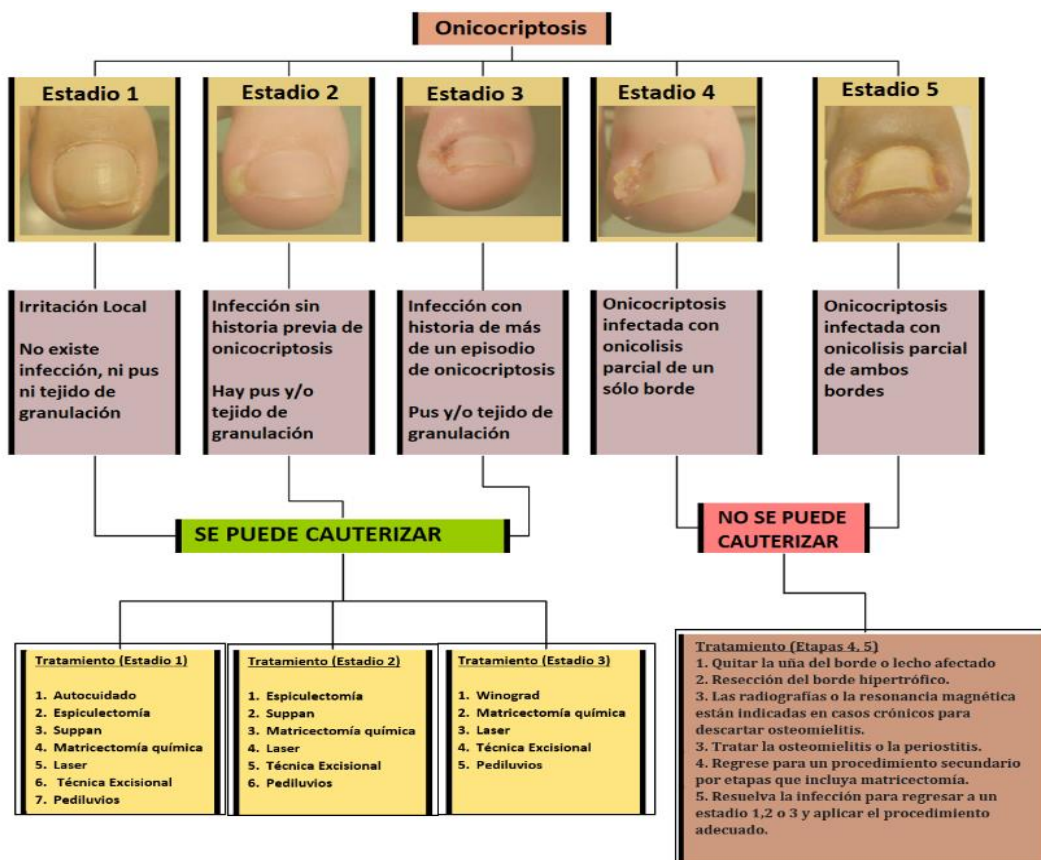 Onicocriptosis
Estadio 1
Estadio 2
Estadio 3
Estadio 4
Estadio 5
Irritación Local
No existe
infección, ni pus
ni tejido de
granulación
Infección sin
historia previa de
onicocriptosis
Hay pus y/o
tejido de
granulación
Infección con
historia de más
de un episodio
de onicocriptosis
Pus y/o tejido de
granulación
Onicocriptosis
infectada con
onicolisis
parcial de un
sólo borde
Onicocriptosis
infectada con
onicolisis parcial
de ambos
bordes
SE PUEDE CAUTERIZAR
NO SE PUEDE
CAUTERIZAR
Tratamiento (Estadio 1)
1. Autocuidado
2. Espiculectomía
3. Suppan
4. Matricectomía química
5. Laser
6. Técnica Excisional
7. Pediluvios
Tratamiento (Estadio 2)
1. Espiculectomía
2. Suppan
3. Matricectomía química
4. Laser
5. Técnica Excisional
6. Pediluvios
Tratamiento (Estadio 3)
1. Winograd
2. Matricectomía química
3. Laser
4. Técnica Excisional
5. Pediluvios
Tratamiento (Etapas 4, 5)
1. Quitar la uña del borde o lecho afectado
2. Resección del borde hipertrófico.
3. Las radiografías o la resonancia magnética
están indicadas en casos crónicos para
descartar osteomielitis.
3. Tratar la osteomielitis o la periostitis.
4. Regrese para un procedimiento secundario
por etapas que incluya matricectomía.
5. Resuelva la infección para regresar a un
estadio 1,2 o 3 y aplicar el procedimiento
adecuado.